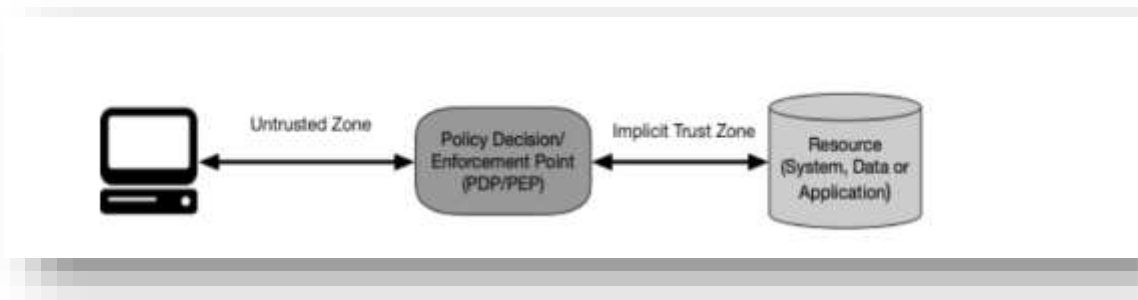 Untrusted Zone
Policy Decision/
Enforcement Point
(PDP/PEP)
Implicit Trust Zone
Resource
(System, Data or
Application)